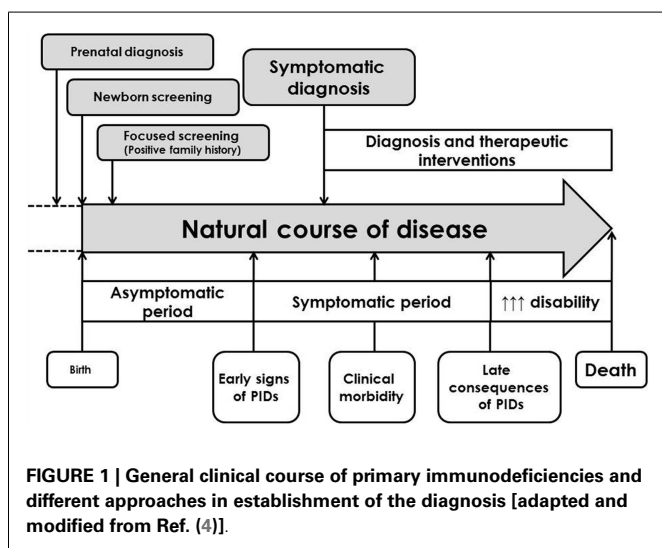 Prenatal diagnosis
Newborn screening
Focused screening
(Positive family history)
Symptomatic
diagnosis
Diagnosis and therapeutic
interventions
Natural course of disease
Asymptomatic
period
Symptomatic period
↑↑↑ disability
Birth
Early signs
of PIDs
Clinical
morbidity
Late
consequences
of PIDs
Death
FIGURE 1 | General clinical course of primary immunodeficiencies and
different approaches in establishment of the diagnosis [adapted and
modified from Ref. (4)].